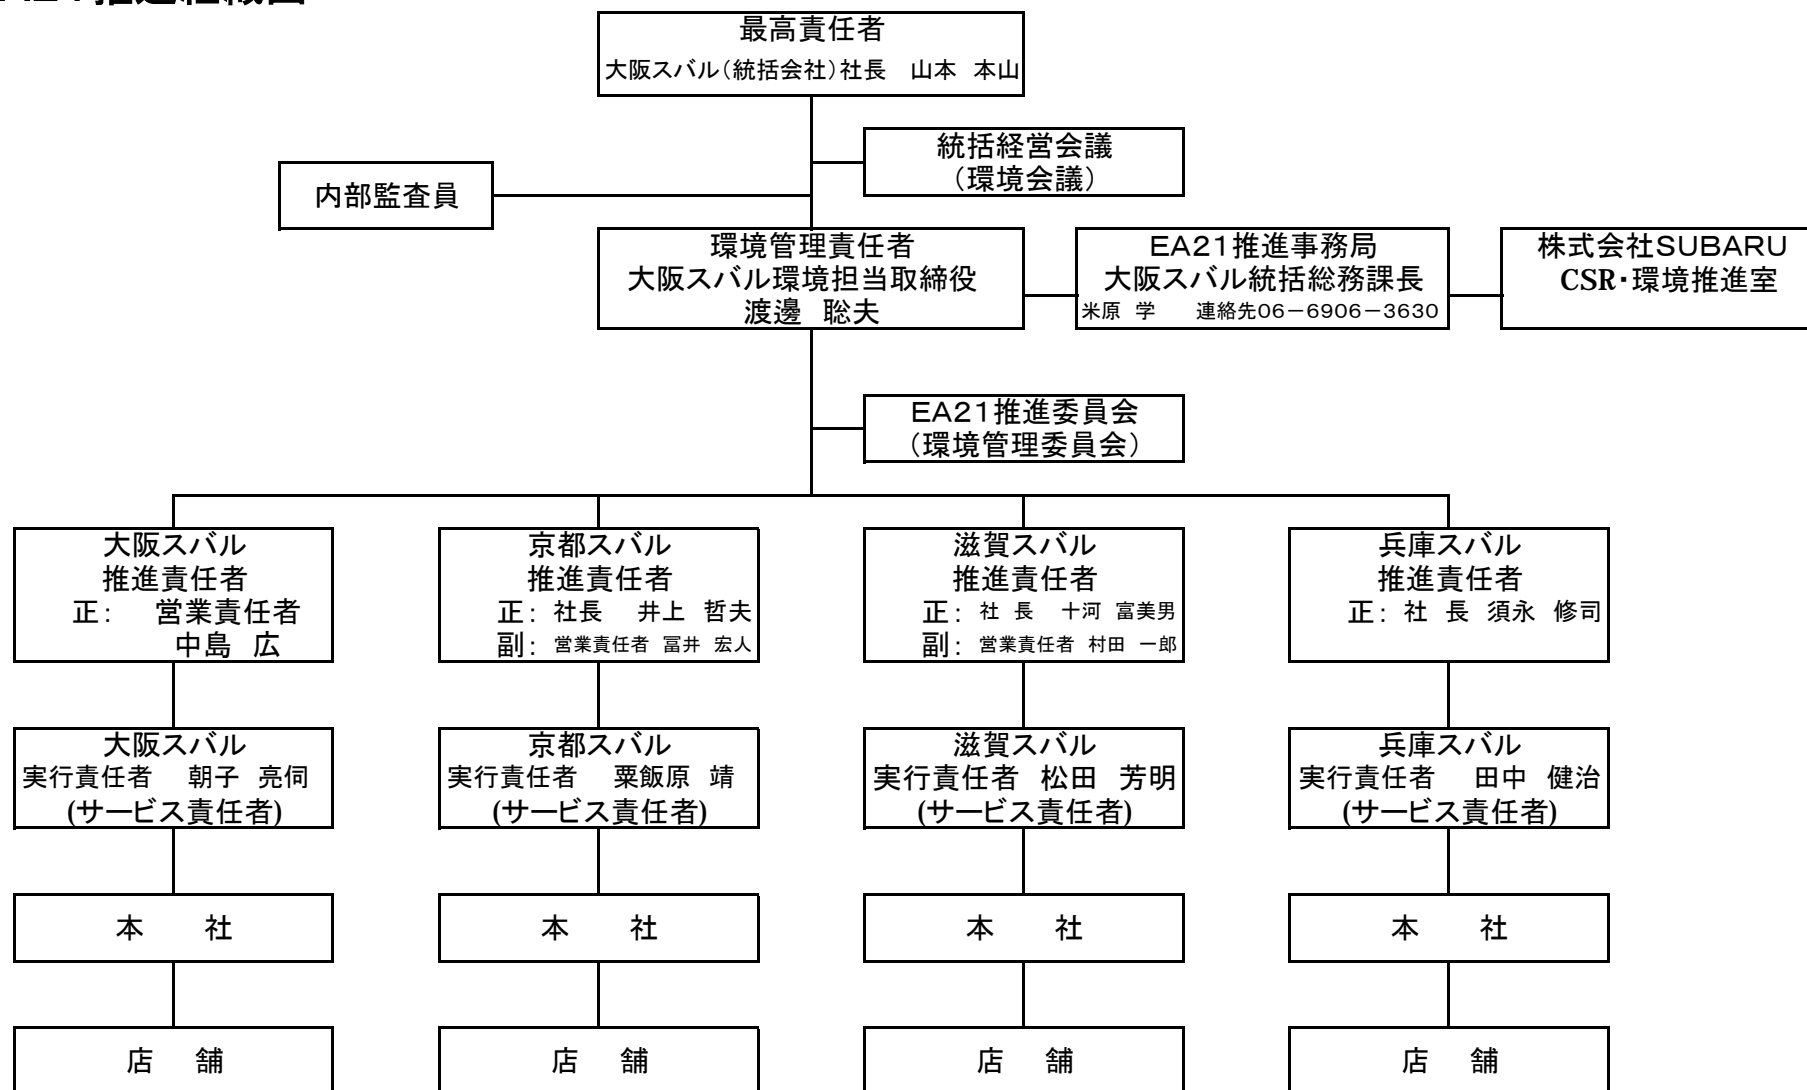 最高責任者
大阪スバル（統括会社）社長　山本　本山
統括経営会議
（環境会議）
内部監査員
環境管理責任者
大阪スバル環境担当取締役
渡邊　聡夫
EA21推進事務局
大阪スバル統括総務課長
米原　学　　連絡先06－6906－3630
株式会社SUBARU
CSR・環境推進室
EA21推進委員会
（環境管理委員会）
大阪スバル
推進責任者
正：　営業責任者
中島　広
京都スバル
推進責任者
正：社長　井上　哲夫
副：営業責任者　冨井　宏人
滋賀スバル
推進責任者
正：社　長　十河　富美男
副：営業責任者　村田　一郎
兵庫スバル
推進責任者
正：社　長　須永　修司
大阪スバル
実行責任者　朝子　亮伺
(サービス責任者)
京都スバル
実行責任者　粟飯原　靖
(サービス責任者)
滋賀スバル
実行責任者　松田　芳明
(サービス責任者)
兵庫スバル
実行責任者　田中　健治
(サービス責任者)
本　社
本　社
本　社
本　社
店　舗
店　舗
店　舗
店　舗